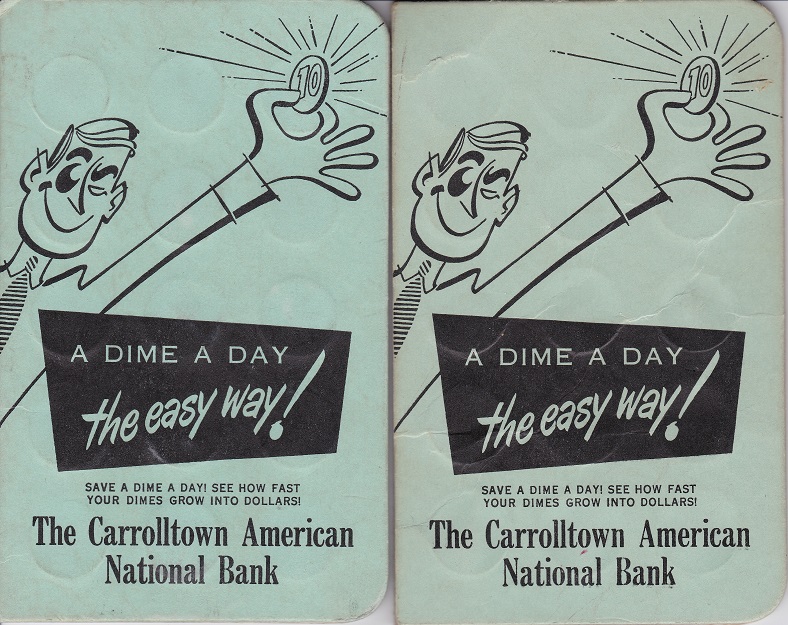 10
A DIME A DAY
the easy way!
SAVE A DIME A DAY! SEE HOW FAST
YOUR DIMES GROW INTO DOLLARS!
The Carrolltown American
National Bank
10
A DIME A DAY
the easy way!
SAVE A DIME A DAY! SEE HOW FAST
YOUR DIMES GROW INTO DOLLARS!
The Carrolltown American
National Bank